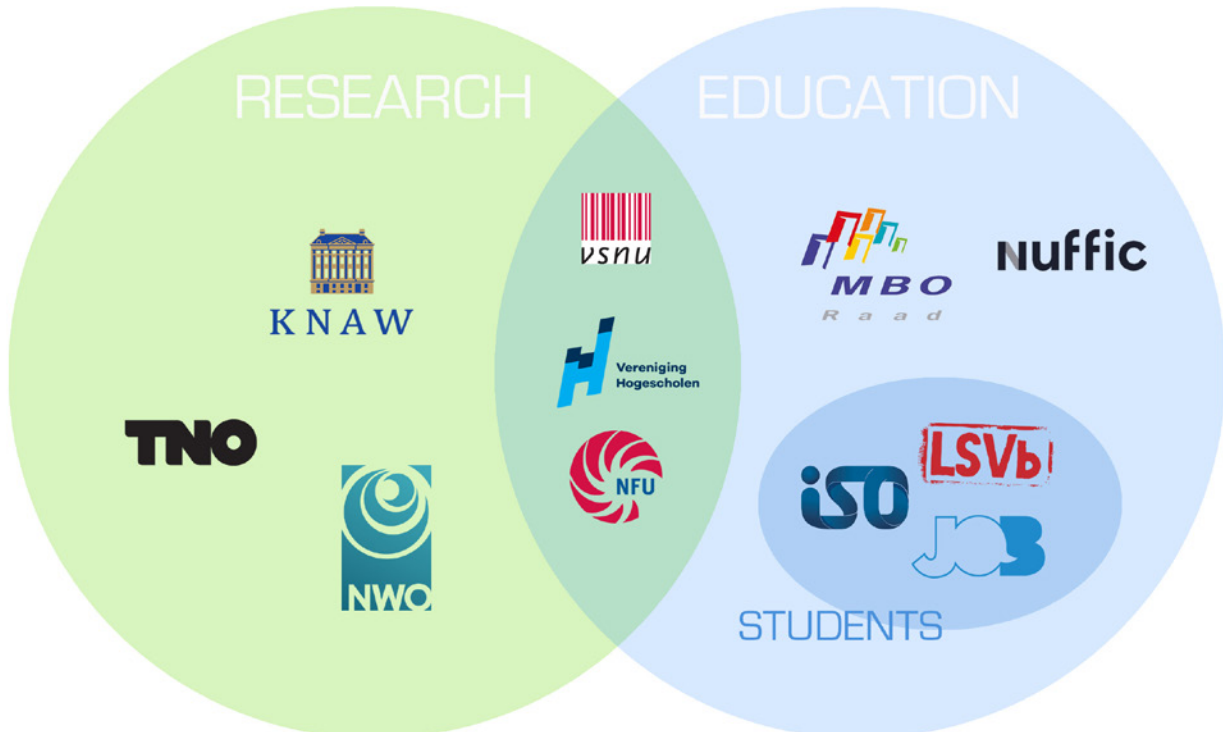 RESEARCH
EDUCATION
KNAW
TNO
NWO
vsnu
Vereniging
Hogescholen
NFU
MBO
Raad
nuffic
iso
LSVb
JOB
STUDENTS